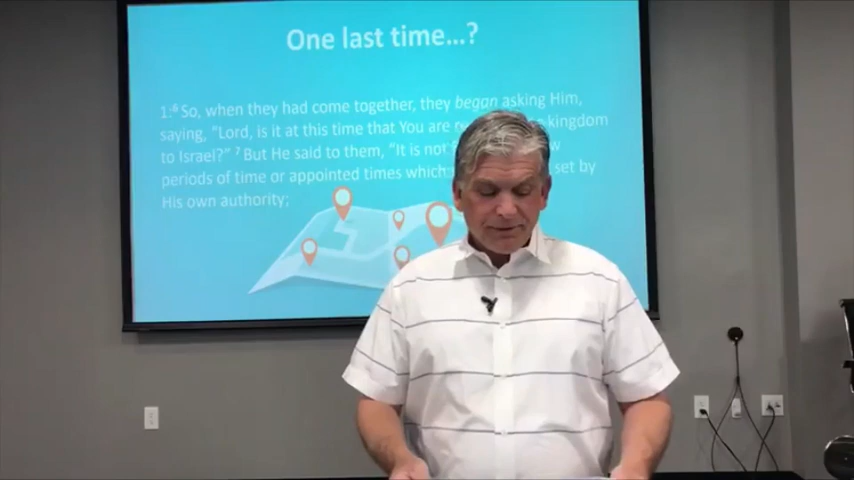 One last time...?
1:⁶ So, when they had come together, they began asking Him,
saying, "Lord, is it at this time that You are kingdom
to Israel?" ⁷ But He said to them, "It is not
periods of time or appointed times which set by
His own authority;